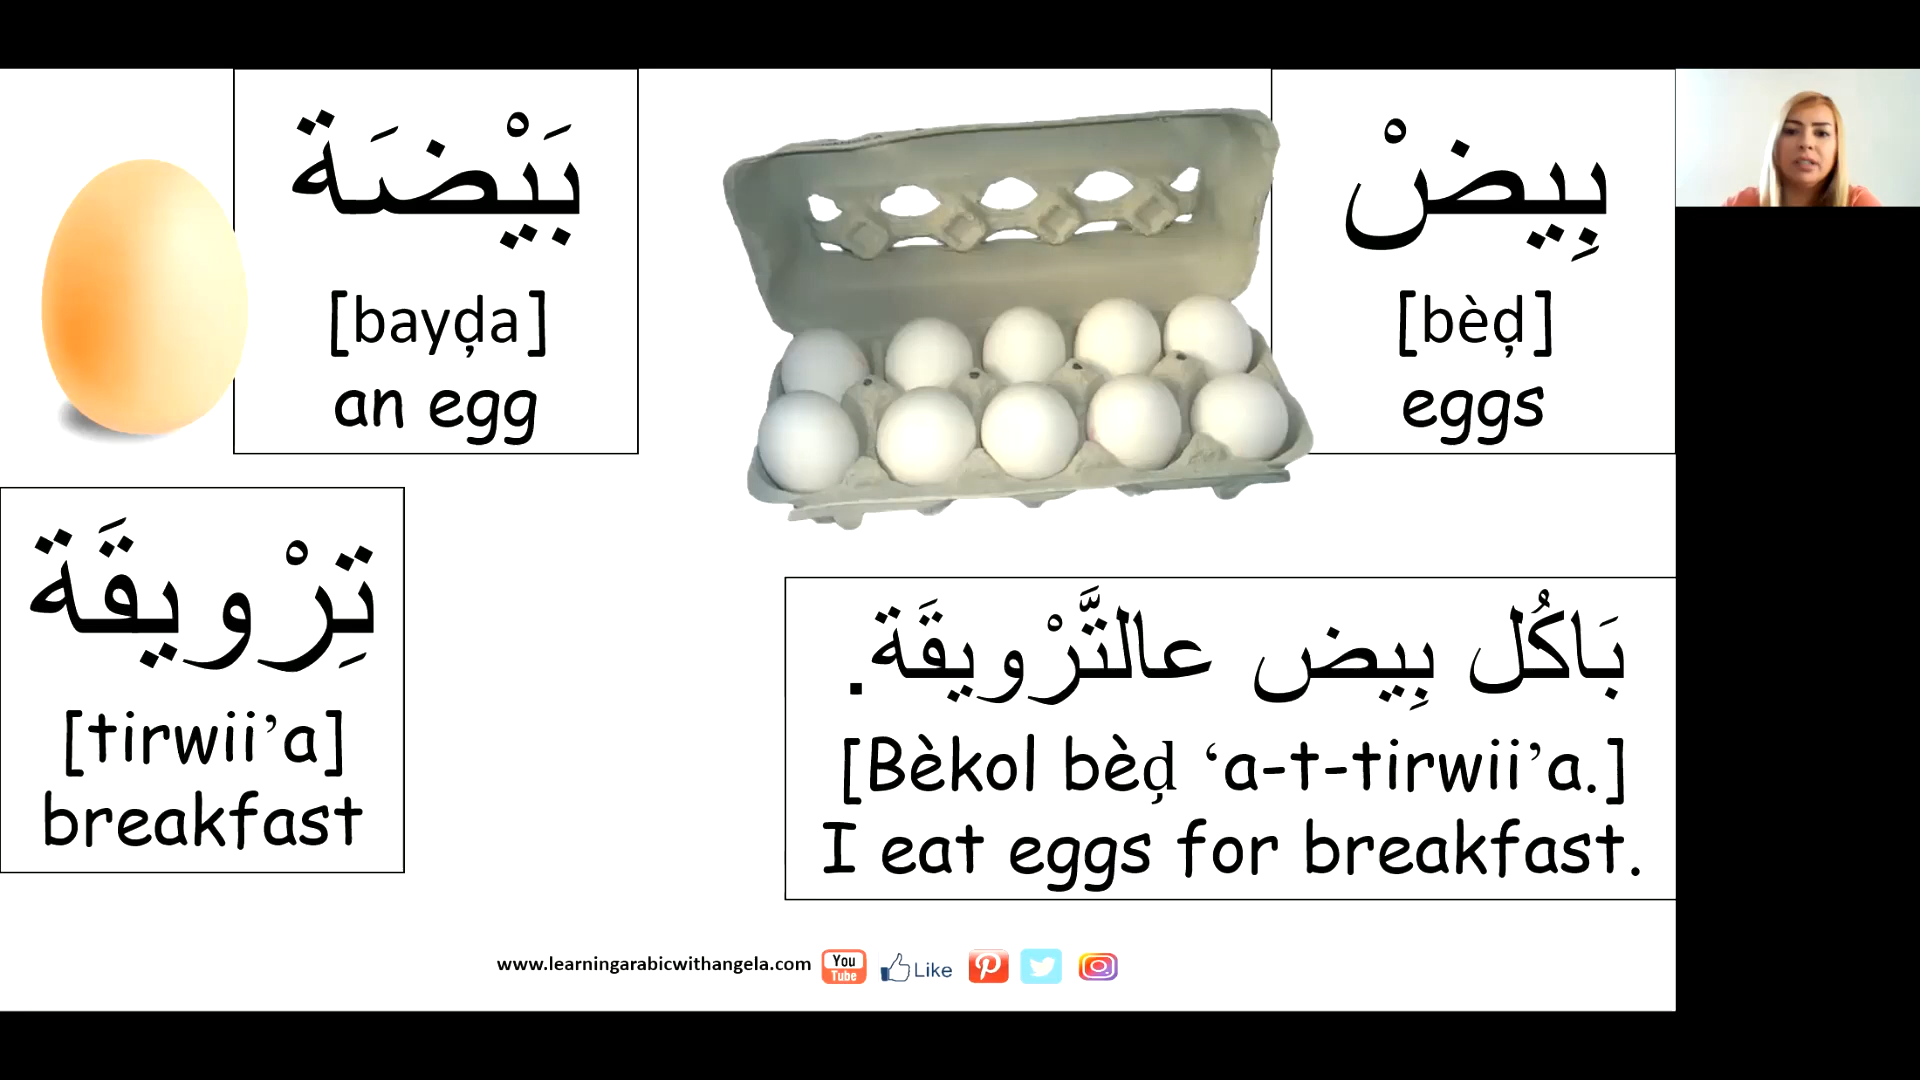 بَيْضَة
[bayḍa]
an egg
بِيضْ
[bèḍ]
eggs
تِرْويقَة
[tirwii’a]
breakfast
بَاكُل بِيض عالتَّرْويقَة.
[Bèkol bèḍ ‘a-t-tirwii’a.]
I eat eggs for breakfast.
www.learningarabicwithangela.com
You
Tube
Like